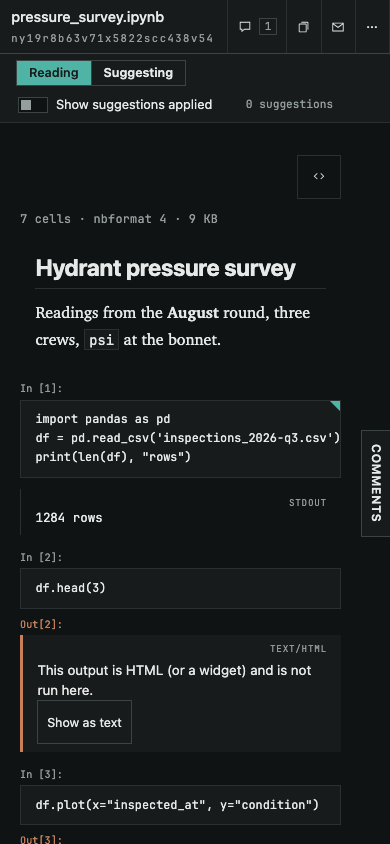 pressure_survey.ipynb
ny19r8b63v71x5822scc438v54
1
Reading
Suggesting
Show suggestions applied
0 suggestions
7 cells · nbformat 4 · 9 KB
Hydrant pressure survey
Readings from the August round, three
crews, psi at the bonnet.
In [1]:
import pandas as pd
df = pd.read_csv('inspections_2026-q3.csv')
print(len(df), "rows")
STDOUT
1284 rows
COMMENTS
In [2]:
df.head(3)
Out[2]:
TEXT/HTML
This output is HTML (or a widget) and is not
run here.
Show as text
In [3]:
df.plot(x="inspected_at", y="condition")
Out[3]: